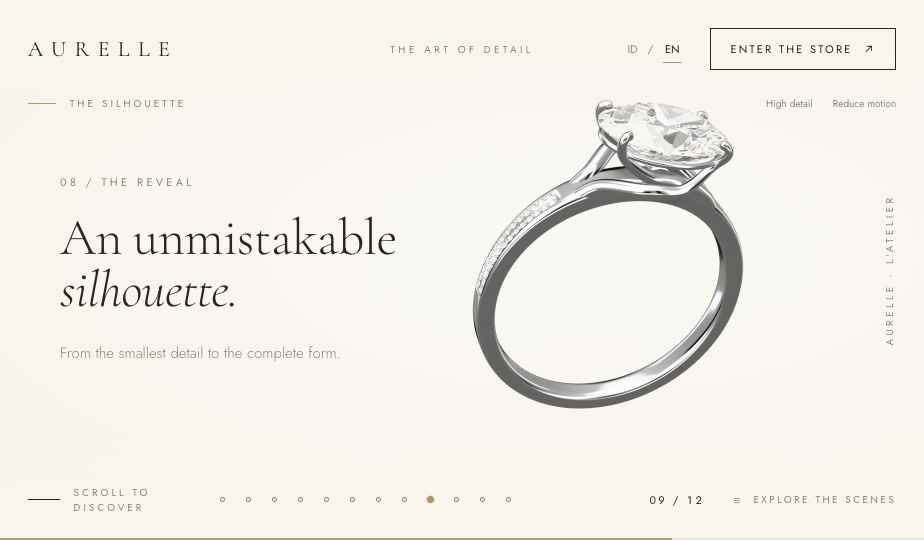 AURELLE
THE ART OF DETAIL
ID / EN
ENTER THE STORE ↗
THE SILHOUETTE
High detail
Reduce motion
08 / THE REVEAL
An unmistakable
silhouette.
From the smallest detail to the complete form.
AURELLE · L'ATELIER
SCROLL TO
DISCOVER
09 / 12
≡ EXPLORE THE SCENES